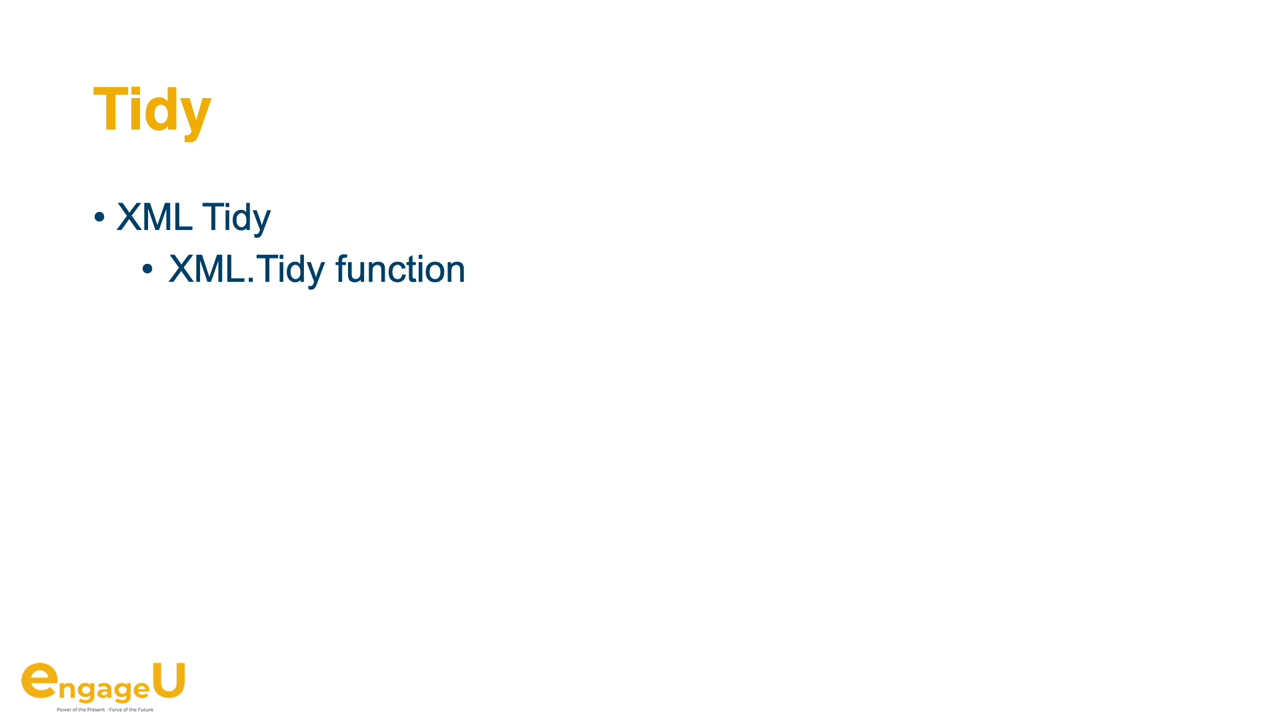 Tidy
• XML Tidy
• XML.Tidy function
engageU
Power of the Present - Force of the Future